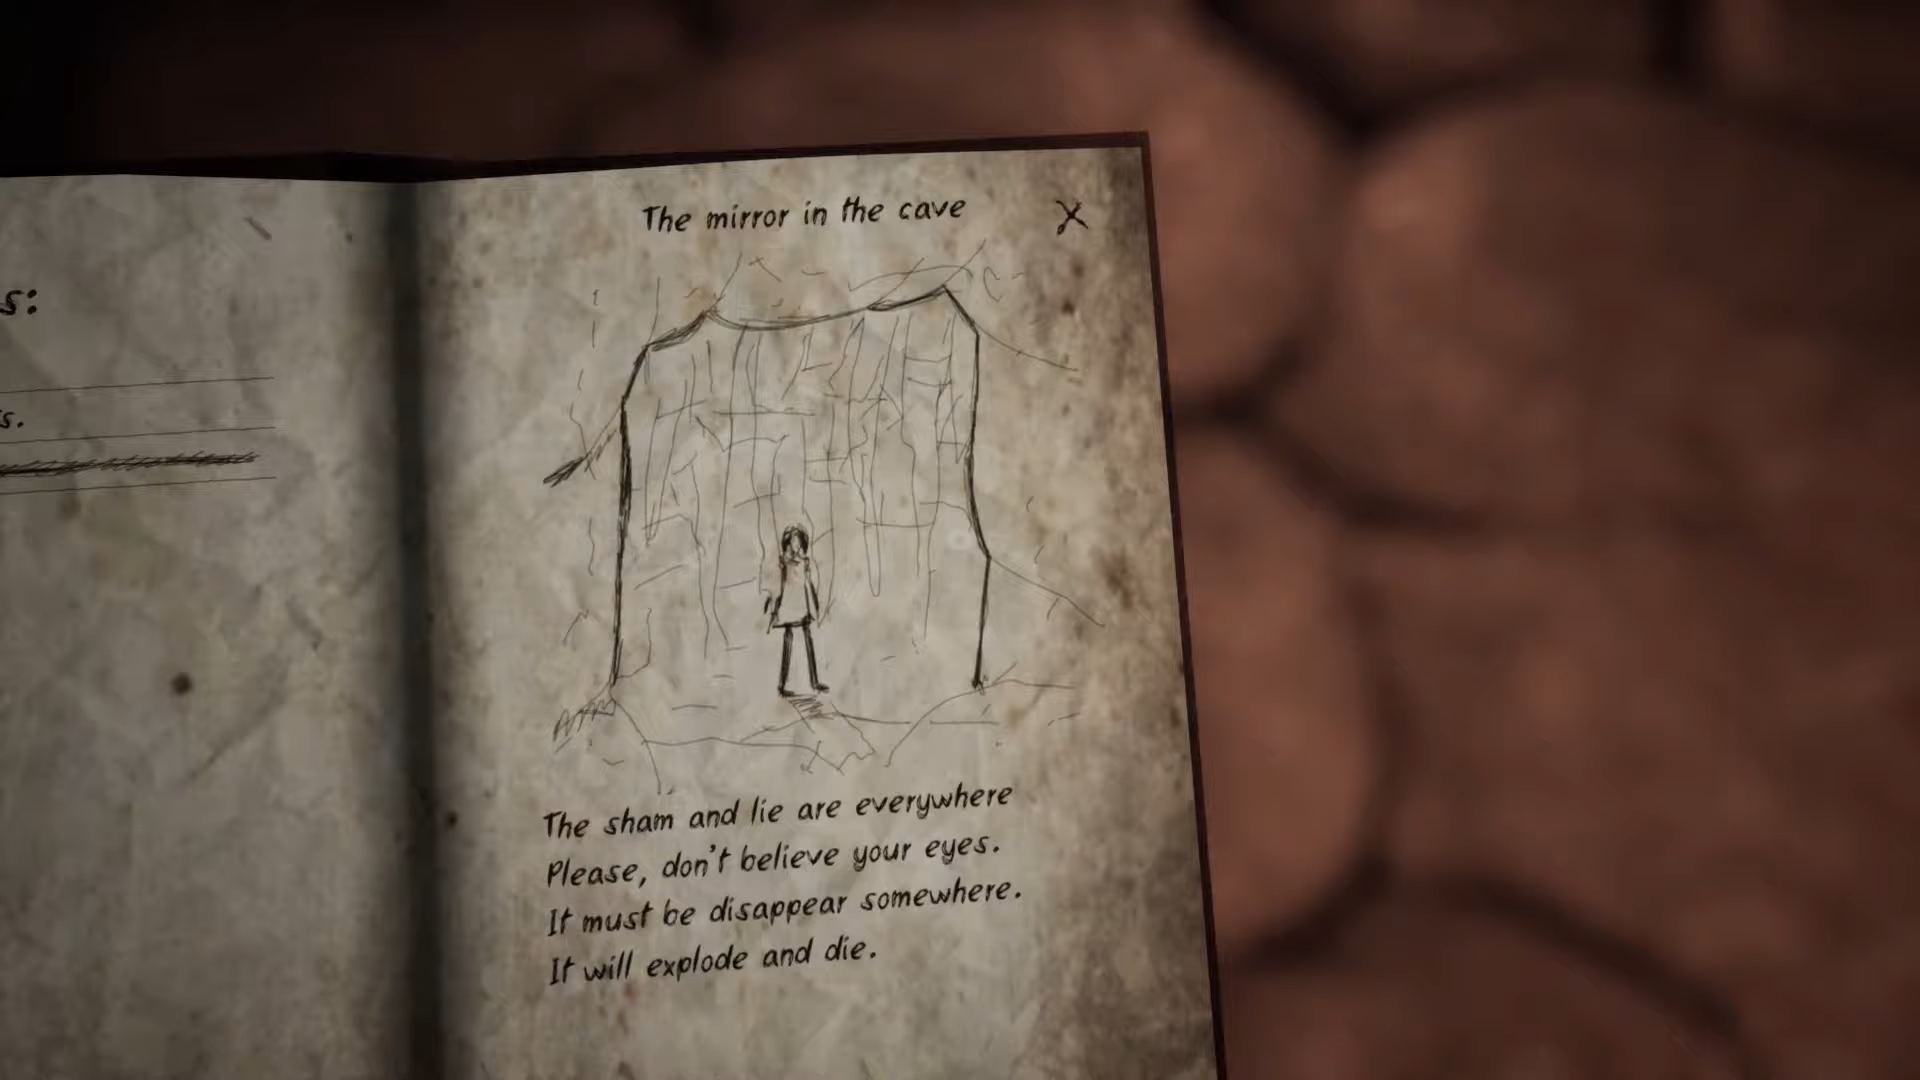 s:
s.
The mirror in the cave
X
The sham and lie are everywhere
Please, don't believe your eyes.
It must be disappear somewhere.
It will explode and die.